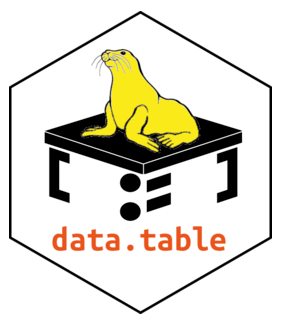 [ := ]
data.table